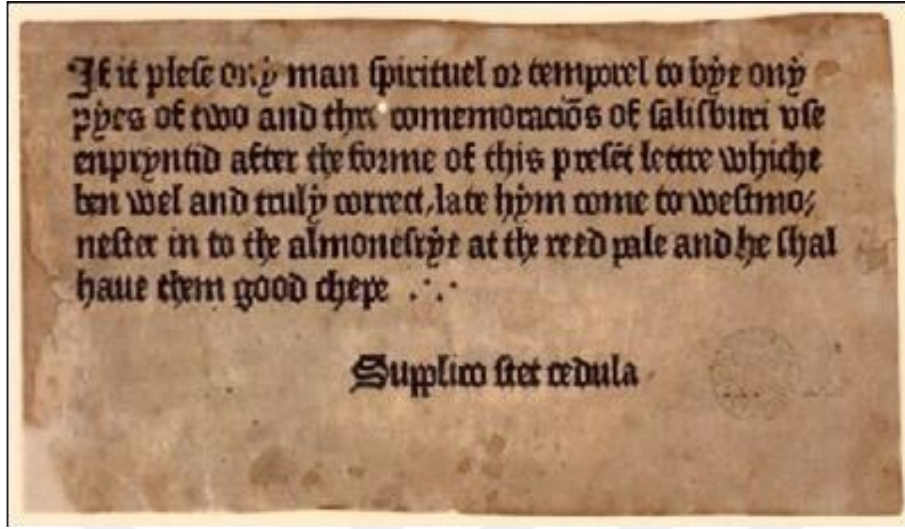 If it plese ony man spirituel or temporel to bye ony
pyes of two and thre comemoraciōs of salisburi vse
enpryntid after the forme of this presēt lettre whiche
ben wel and truly correct, late hym come to westmo⸗
nester in to the almonesrye at the reed pale and he shal
haue them good chepe .·.
Supplico stet cedula